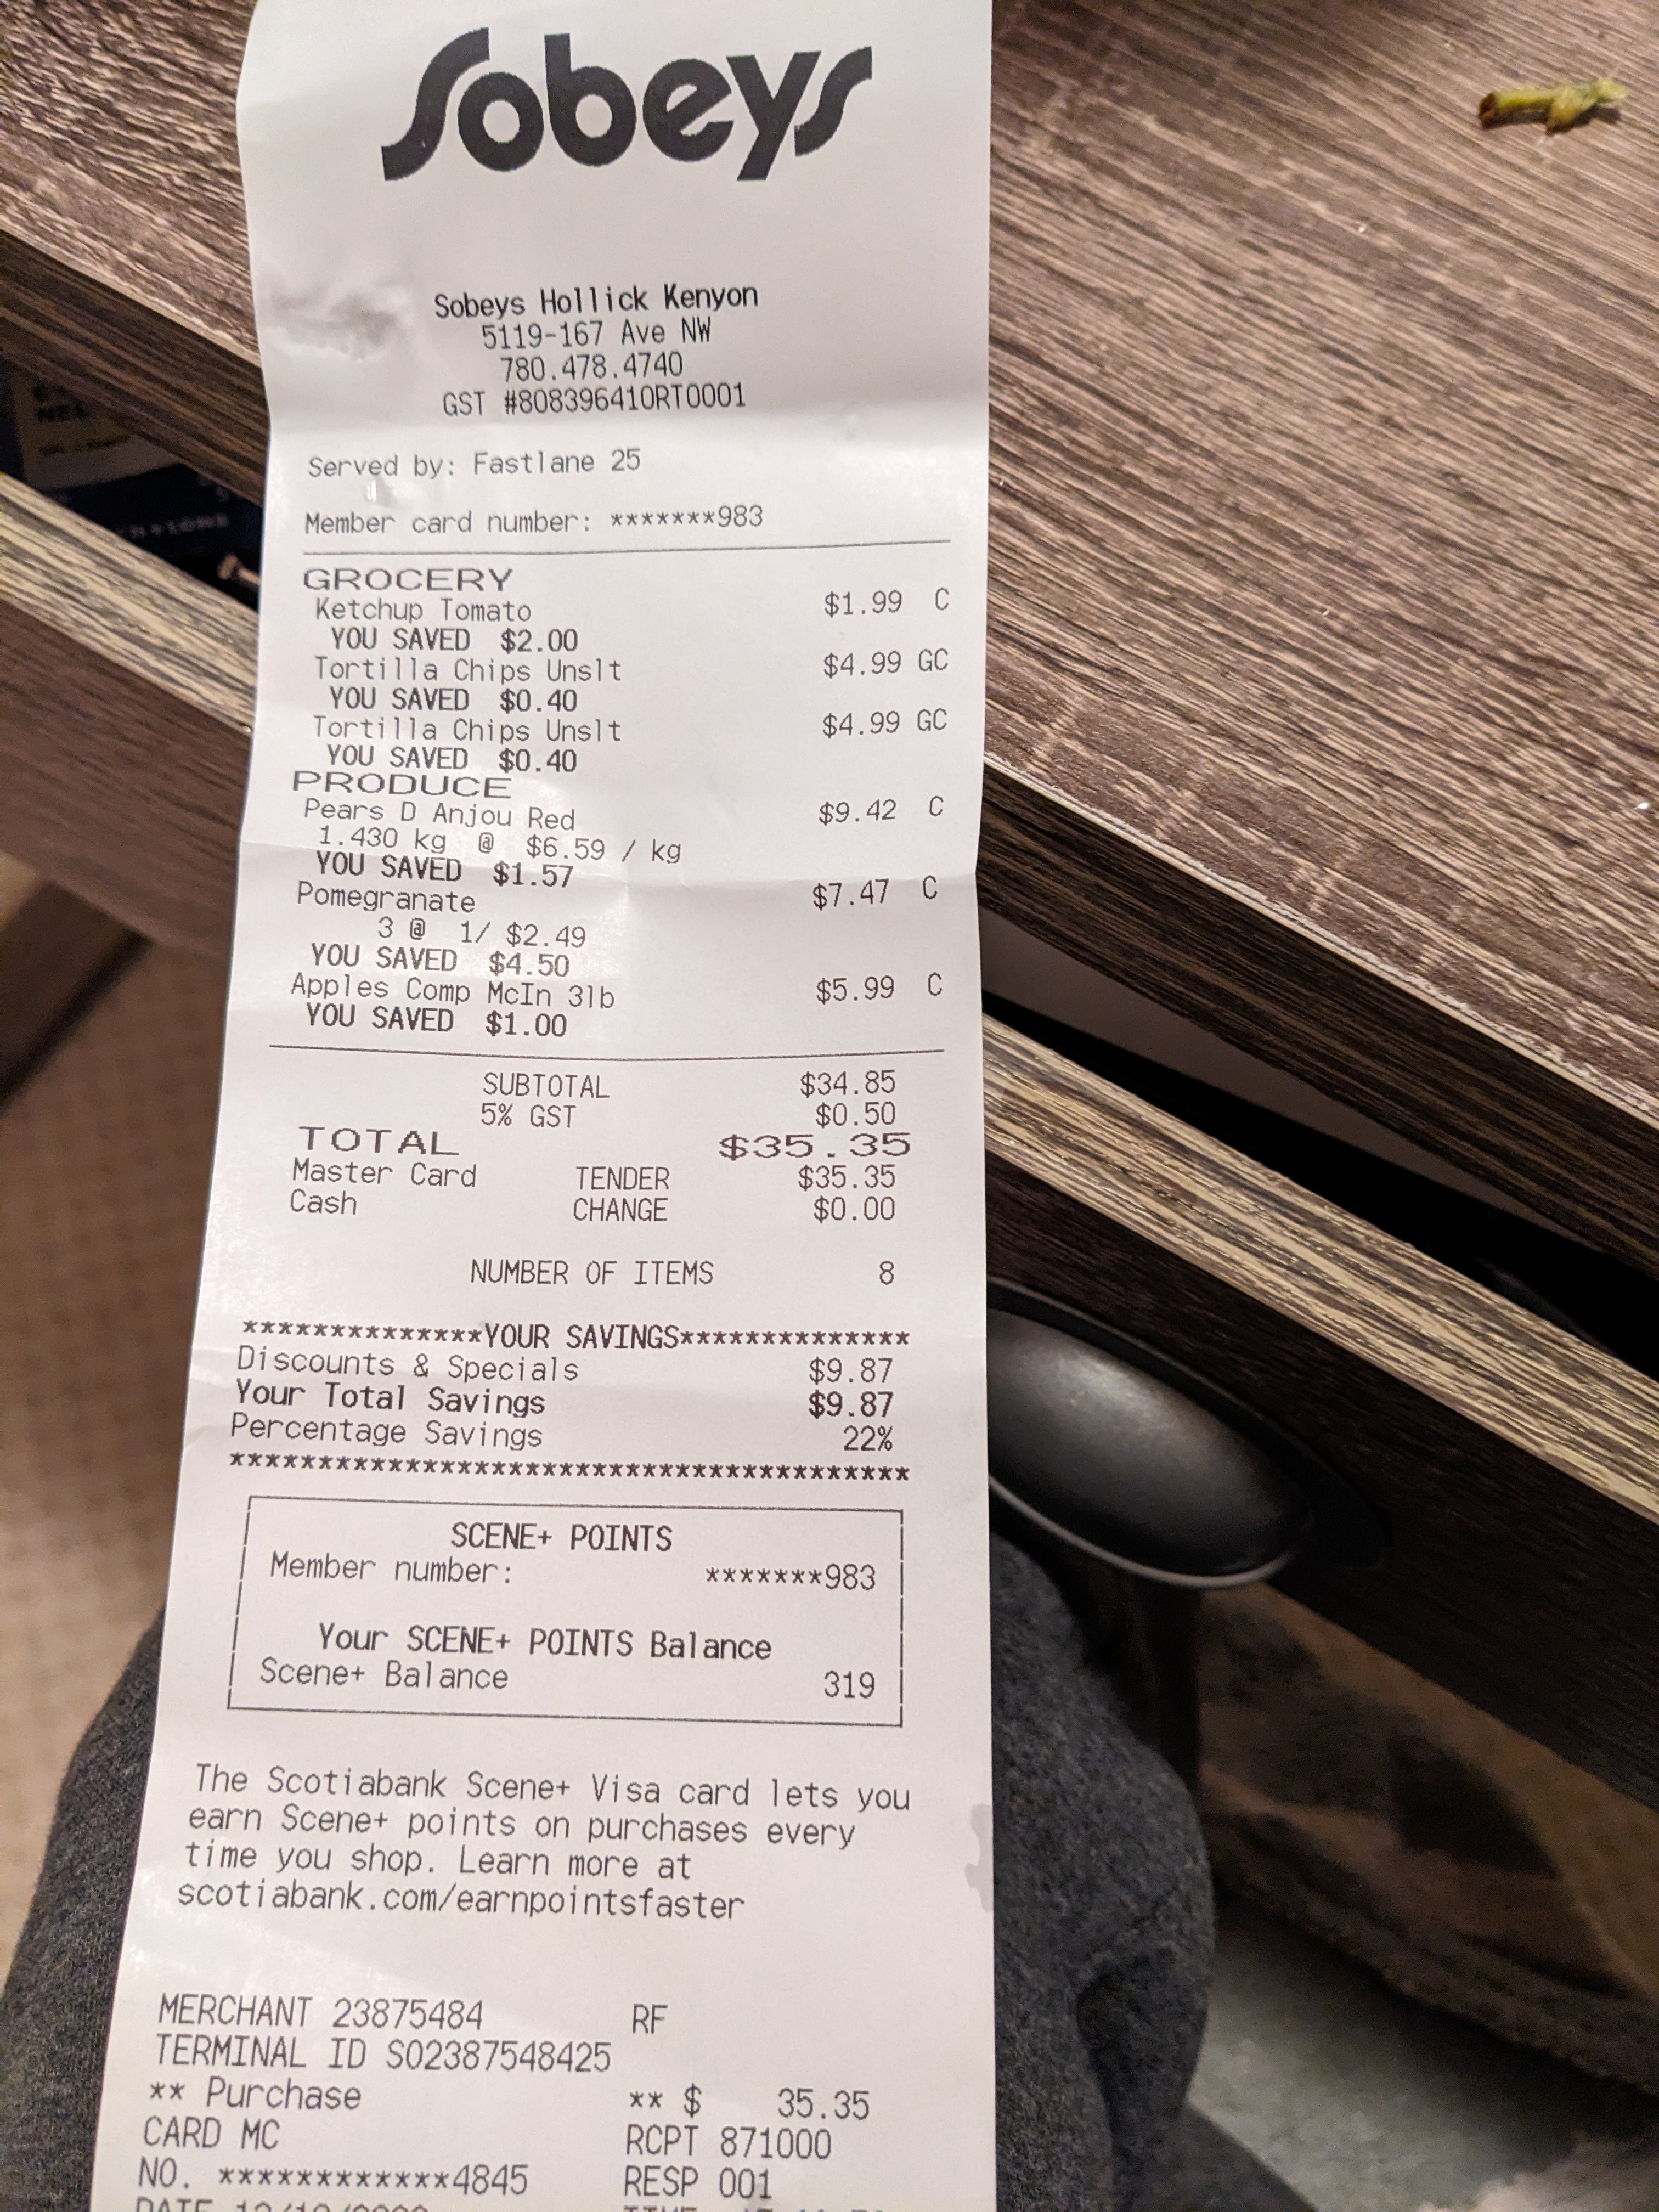 Sobeys
Sobeys Hollick Kenyon
5119-167 Ave NW
780.478.4740
GST #808396410RT0001
Served by: Fastlane 25
Member card number: *******983
GROCERY
Ketchup Tomato $1.99 C
YOU SAVED $2.00
Tortilla Chips Unslt $4.99 GC
YOU SAVED $0.40
Tortilla Chips Unslt $4.99 GC
YOU SAVED $0.40
PRODUCE
Pears D Anjou Red $9.42 C
1.430 kg @ $6.59 / kg
YOU SAVED $1.57
Pomegranate $7.47 C
3 @ 1/ $2.49
YOU SAVED $4.50
Apples Comp McIn 3lb $5.99 C
YOU SAVED $1.00
SUBTOTAL $34.85
5% GST $0.50
TOTAL $35.35
Master Card TENDER $35.35
Cash CHANGE $0.00
NUMBER OF ITEMS 8
**************YOUR SAVINGS**************
Discounts & Specials $9.87
Your Total Savings $9.87
Percentage Savings 22%
****************************************
SCENE+ POINTS
Member number: *******983
Your SCENE+ POINTS Balance
Scene+ Balance 319
The Scotiabank Scene+ Visa card lets you
earn Scene+ points on purchases every
time you shop. Learn more at
scotiabank.com/earnpointsfaster
MERCHANT 23875484 RF
TERMINAL ID S02387548425
** Purchase ** $ 35.35
CARD MC RCPT 871000
NO. ************4845 RESP 001